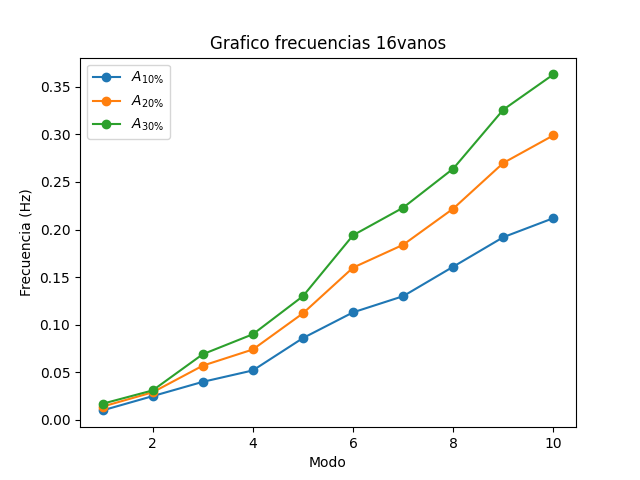 Grafico frecuencias 16vanos
A10%
A20%
A30%
Frecuencia (Hz)
0.35
0.30
0.25
0.20
0.15
0.10
0.05
0.00
2 4 6 8 10
Modo